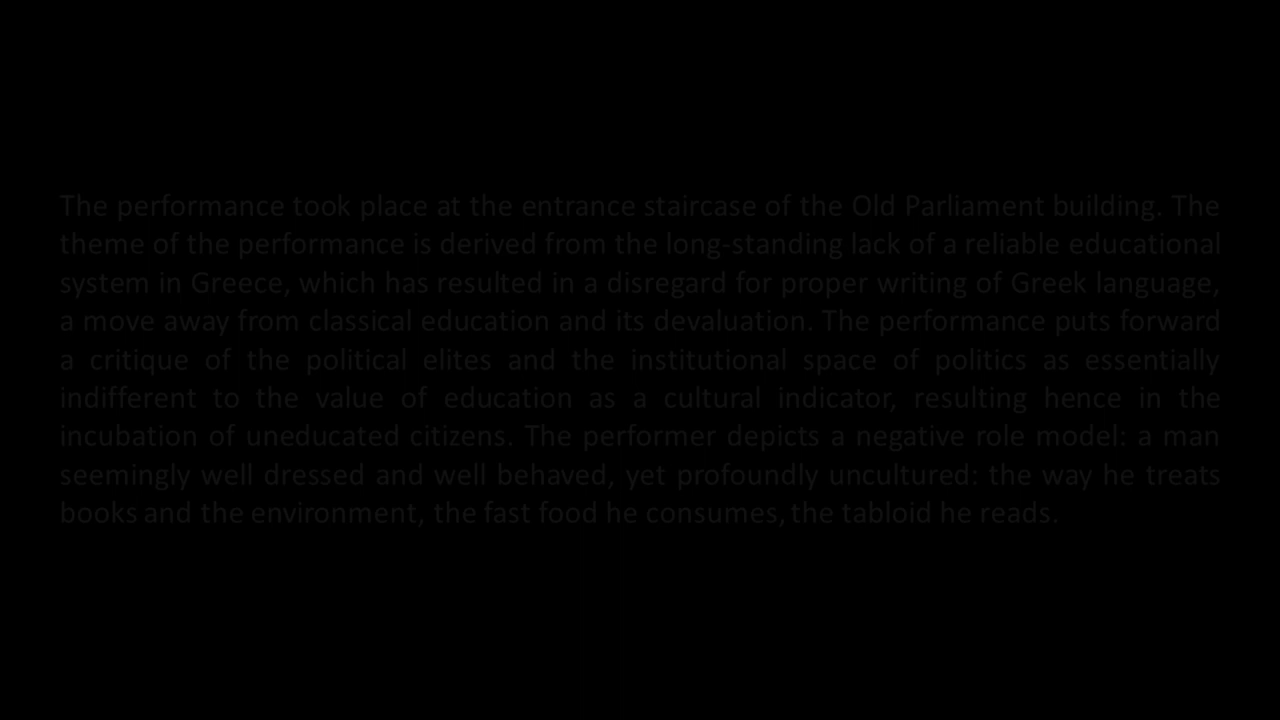 The performance took place at the entrance staircase of the Old Parliament building. The
theme of the performance is derived from the long-standing lack of a reliable educational
system in Greece, which has resulted in a disregard for proper writing of Greek language,
a move away from classical education and its devaluation. The performance puts forward
a critique of the political elites and the institutional space of politics as essentially
indifferent to the value of education as a cultural indicator, resulting hence in the
incubation of uneducated citizens. The performer depicts a negative role model: a man
seemingly well dressed and well behaved, yet profoundly uncultured: the way he treats
books and the environment, the fast food he consumes, the tabloid he reads.